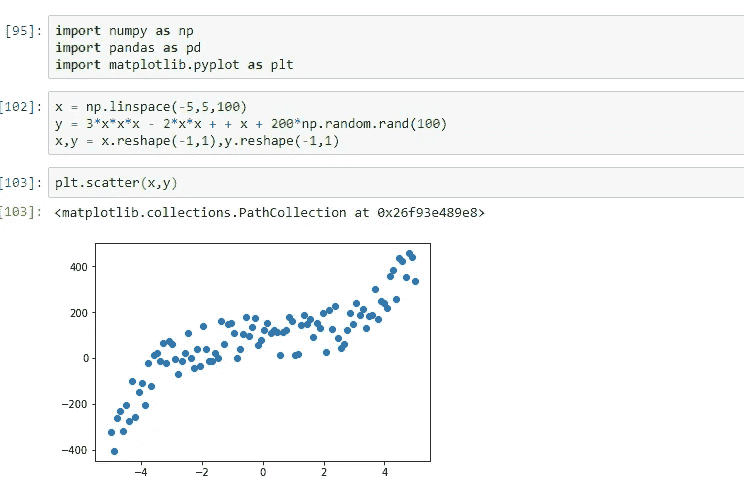 [95]: import numpy as np
import pandas as pd
import matplotlib.pyplot as plt
[102]: x = np.linspace(-5,5,100)
y = 3*x*x*x - 2*x*x + + x + 200*np.random.rand(100)
x,y = x.reshape(-1,1),y.reshape(-1,1)
[103]: plt.scatter(x,y)
[103]: <matplotlib.collections.PathCollection at 0x26f93e489e8>
400
200
0
−200
−400
−4 −2 0 2 4